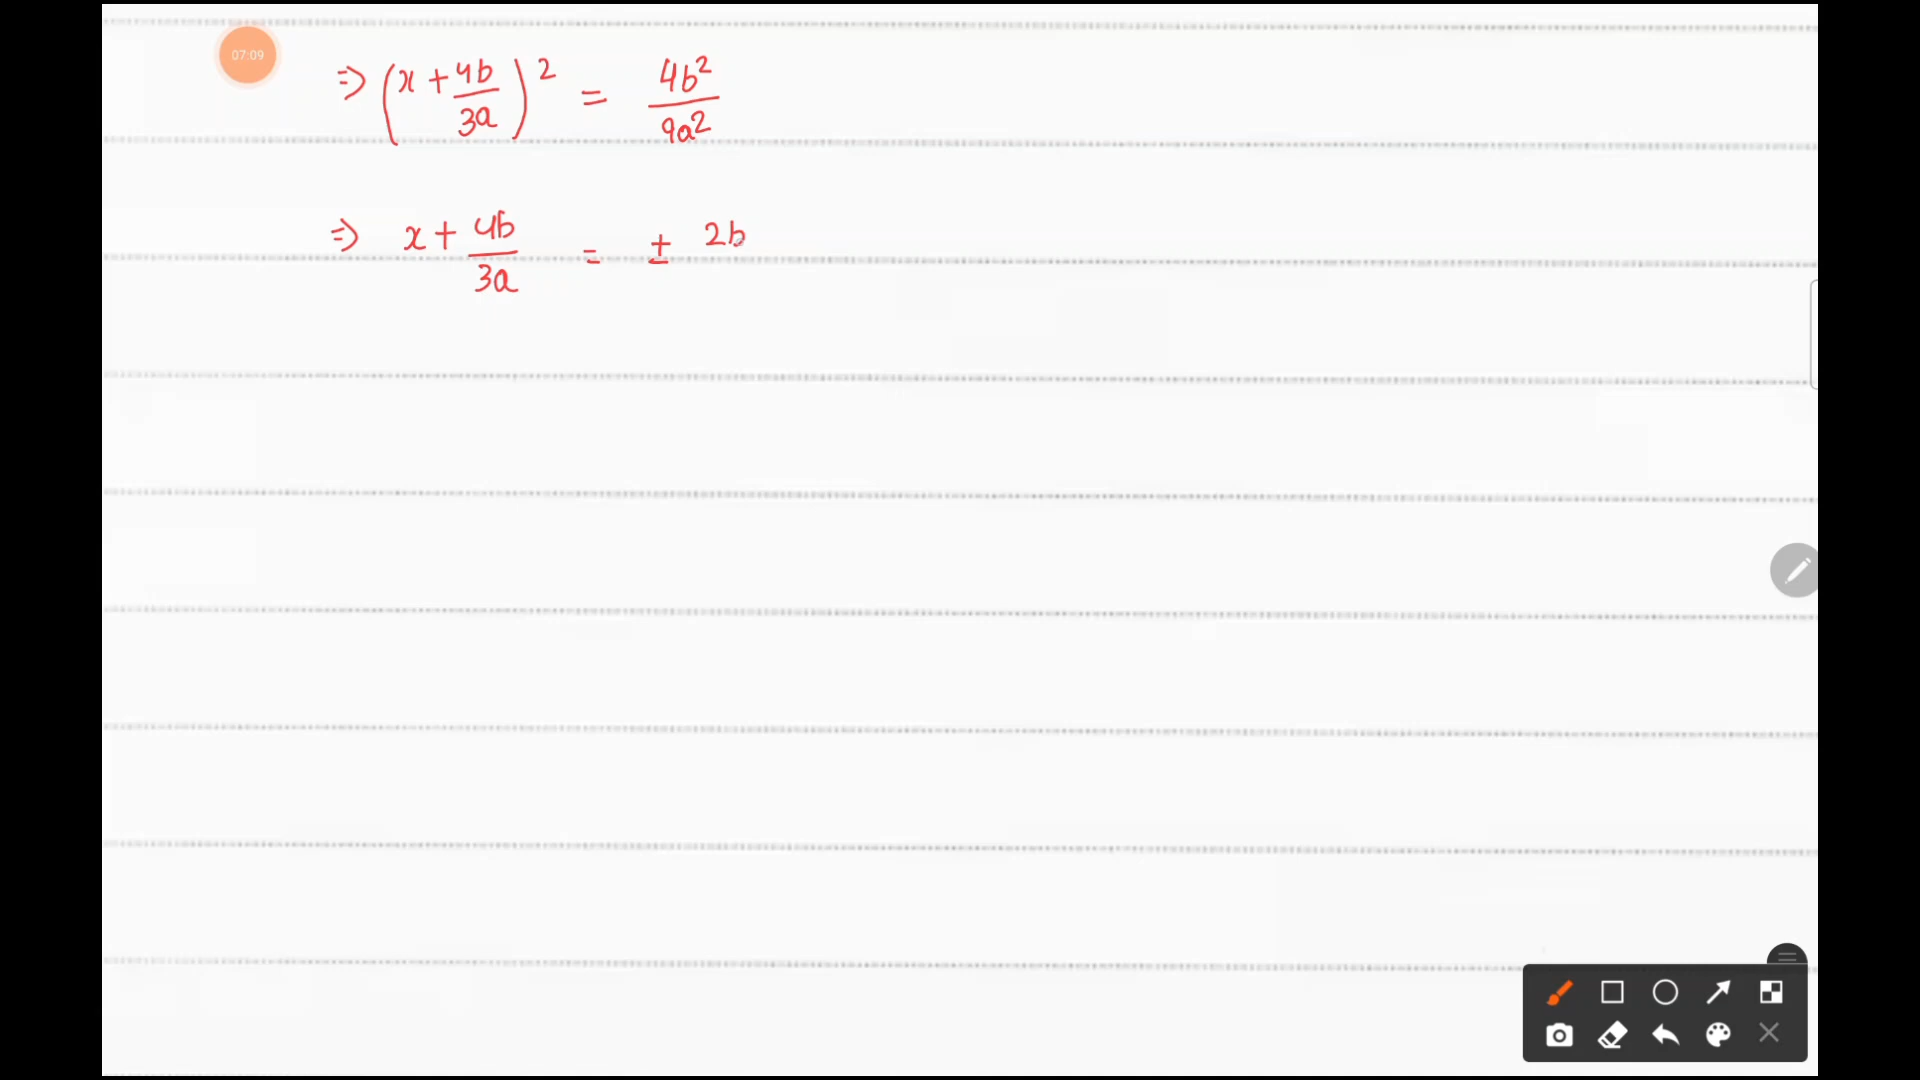 07:09
⇒ (x + 4b/3a)² = 4b²/9a²
⇒ x + 4b/3a = ± 2b